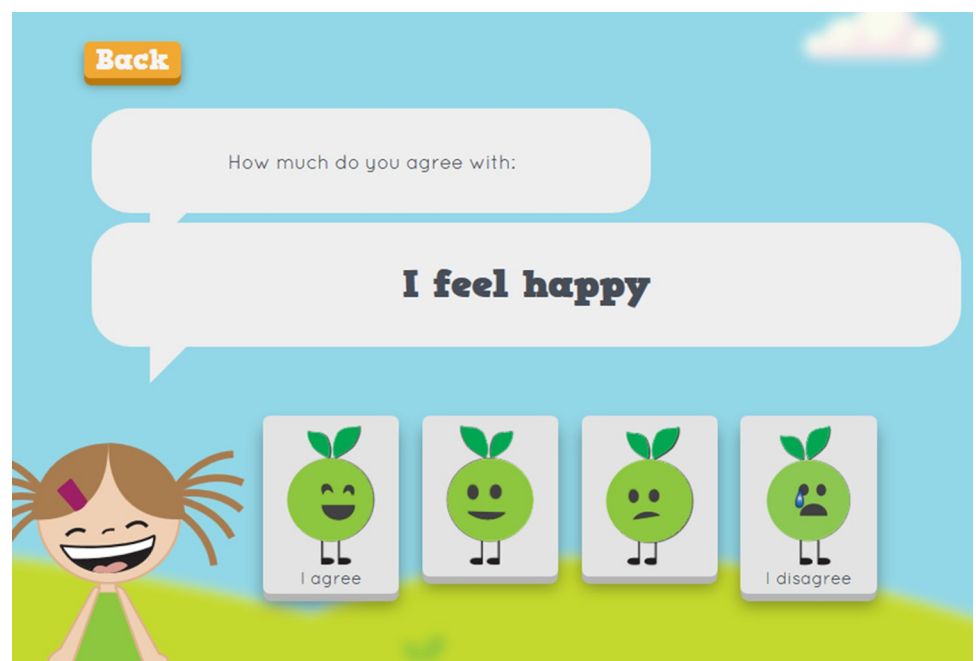 Back
How much do you agree with:
I feel happy
I agree
I disagree